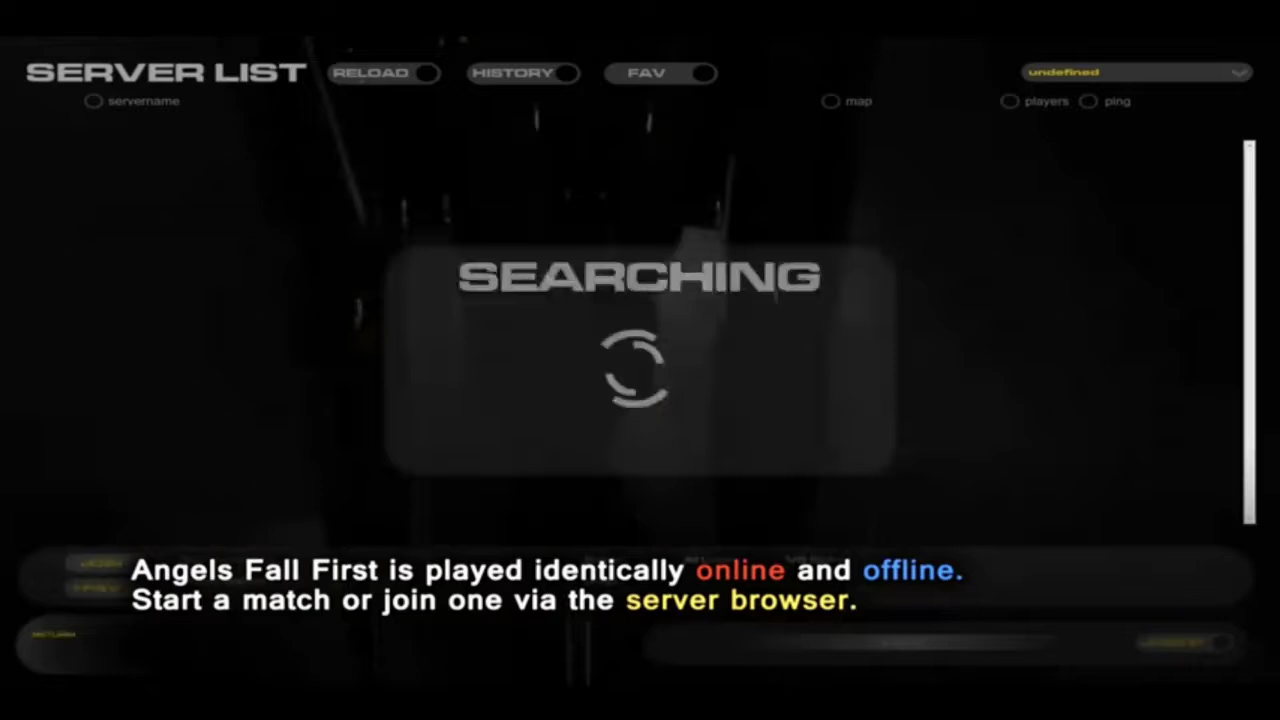 SERVER LIST RELOAD HISTORY FAV undefined
servername map players ping
SEARCHING
Angels Fall First is played identically online and offline.
Start a match or join one via the server browser.